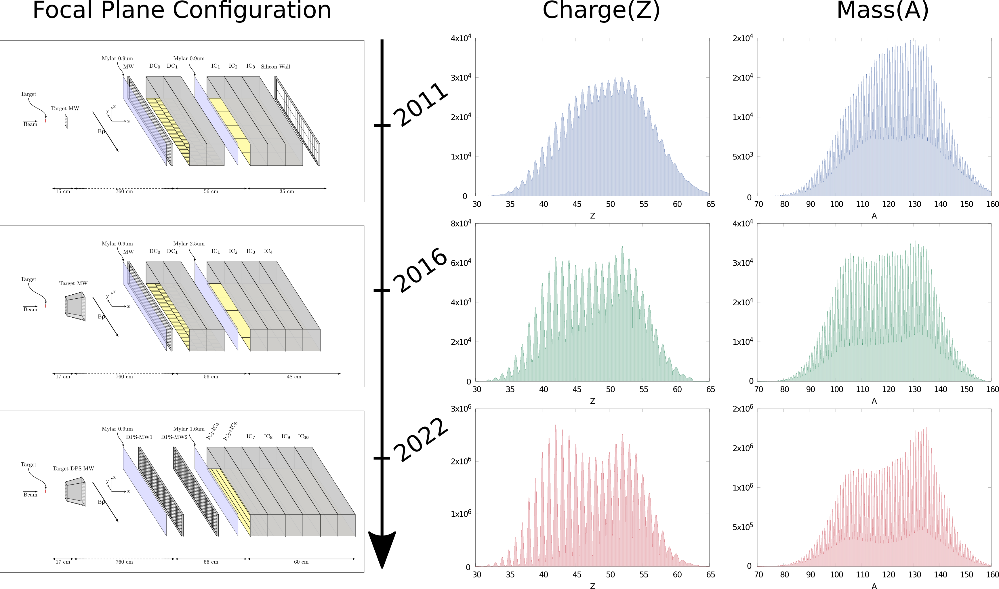 Focal Plane Configuration
Charge(Z)
Mass(A)
Mylar 0.9um
MW
DC0
DC1
Mylar 0.9um
IC1
IC2
IC3
Silicon Wall
Target
Target MW
Beam
Bρ
x
y
z
15 cm
760 cm
56 cm
35 cm
2011
4x10^4
3x10^4
2x10^4
1x10^4
0
30 35 40 45 50 55 60 65
Z
2x10^4
2x10^4
1x10^4
5x10^3
0
70 80 90 100 110 120 130 140 150 160
A
Mylar 0.9um
MW
DC0
DC1
Mylar 2.5um
IC1
IC2
IC3
IC4
Target
Target MW
Beam
Bρ
x
y
z
17 cm
760 cm
56 cm
48 cm
2016
8x10^4
6x10^4
4x10^4
2x10^4
0
30 35 40 45 50 55 60 65
Z
4x10^4
3x10^4
2x10^4
1x10^4
0
70 80 90 100 110 120 130 140 150 160
A
Mylar 0.9um
DPS-MW1
DPS-MW2
Mylar 1.6um
IC1-IC4
IC5+IC6
IC7
IC8
IC9
IC10
Target
Target DPS-MW
Beam
Bρ
x
y
z
17 cm
760 cm
56 cm
60 cm
2022
3x10^6
2x10^6
1x10^6
0
30 35 40 45 50 55 60 65
Z
2x10^6
2x10^6
1x10^6
5x10^5
0
70 80 90 100 110 120 130 140 150 160
A